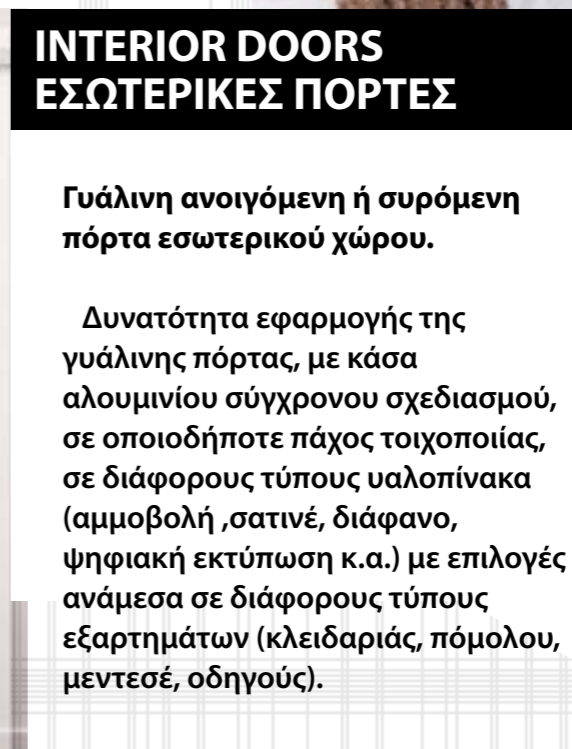 INTERIOR DOORS
ΕΣΩΤΕΡΙΚΕΣ ΠΟΡΤΕΣ
Γυάλινη ανοιγόμενη ή συρόμενη
πόρτα εσωτερικού χώρου.
Δυνατότητα εφαρμογής της
γυάλινης πόρτας, με κάσα
αλουμινίου σύγχρονου σχεδιασμού,
σε οποιοδήποτε πάχος τοιχοποιίας,
σε διάφορους τύπους υαλοπίνακα
(αμμοβολή ,σατινέ, διάφανο,
ψηφιακή εκτύπωση κ.α.) με επιλογές
ανάμεσα σε διάφορους τύπους
εξαρτημάτων (κλειδαριάς, πόμολου,
μεντεσέ, οδηγούς).